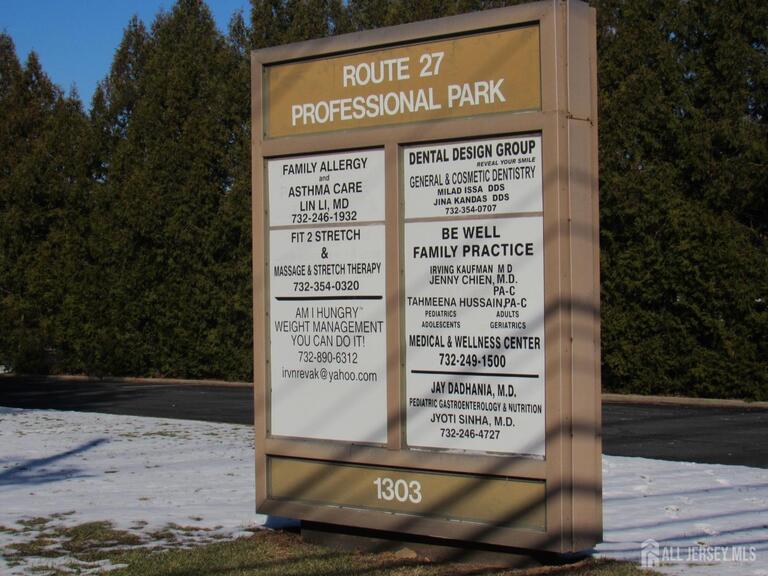 ROUTE 27
PROFESSIONAL PARK
FAMILY ALLERGY
and
ASTHMA CARE
LIN LI, MD
732-246-1932
FIT 2 STRETCH
&
MASSAGE & STRETCH THERAPY
732-354-0320
AM I HUNGRY™
WEIGHT MANAGEMENT
YOU CAN DO IT!
732-890-6312
irvnrevak@yahoo.com
DENTAL DESIGN GROUP
REVEAL YOUR SMILE
GENERAL & COSMETIC DENTISTRY
MILAD ISSA DDS
JINA KANDAS DDS
732-354-0707
BE WELL
FAMILY PRACTICE
IRVING KAUFMAN M D
JENNY CHIEN, M.D.
PA-C
TAHMEENA HUSSAIN,PA-C
PEDIATRICS ADULTS
ADOLESCENTS GERIATRICS
MEDICAL & WELLNESS CENTER
732-249-1500
JAY DADHANIA, M.D.
PEDIATRIC GASTROENTEROLOGY & NUTRITION
JYOTI SINHA, M.D.
732-246-4727
1303
ALL JERSEY MLS